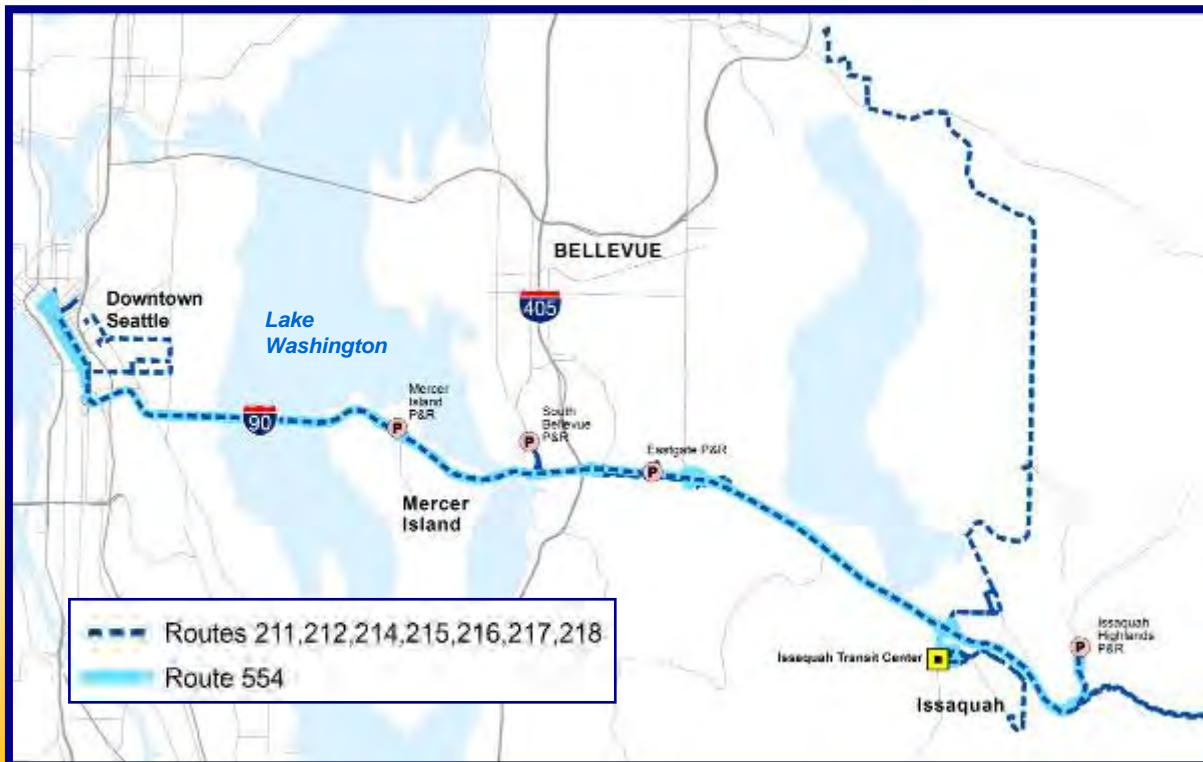 BELLEVUE
405
Downtown
Seattle
Lake
Washington
Mercer
Island
P&R
P
South
Bellevue
P&R
P
90
Eastgate P&R
P
Mercer
Island
Routes 211,212,214,215,216,217,218
Route 554
Issaquah
Highlands
P&R
P
Issaquah Transit Center
Issaquah